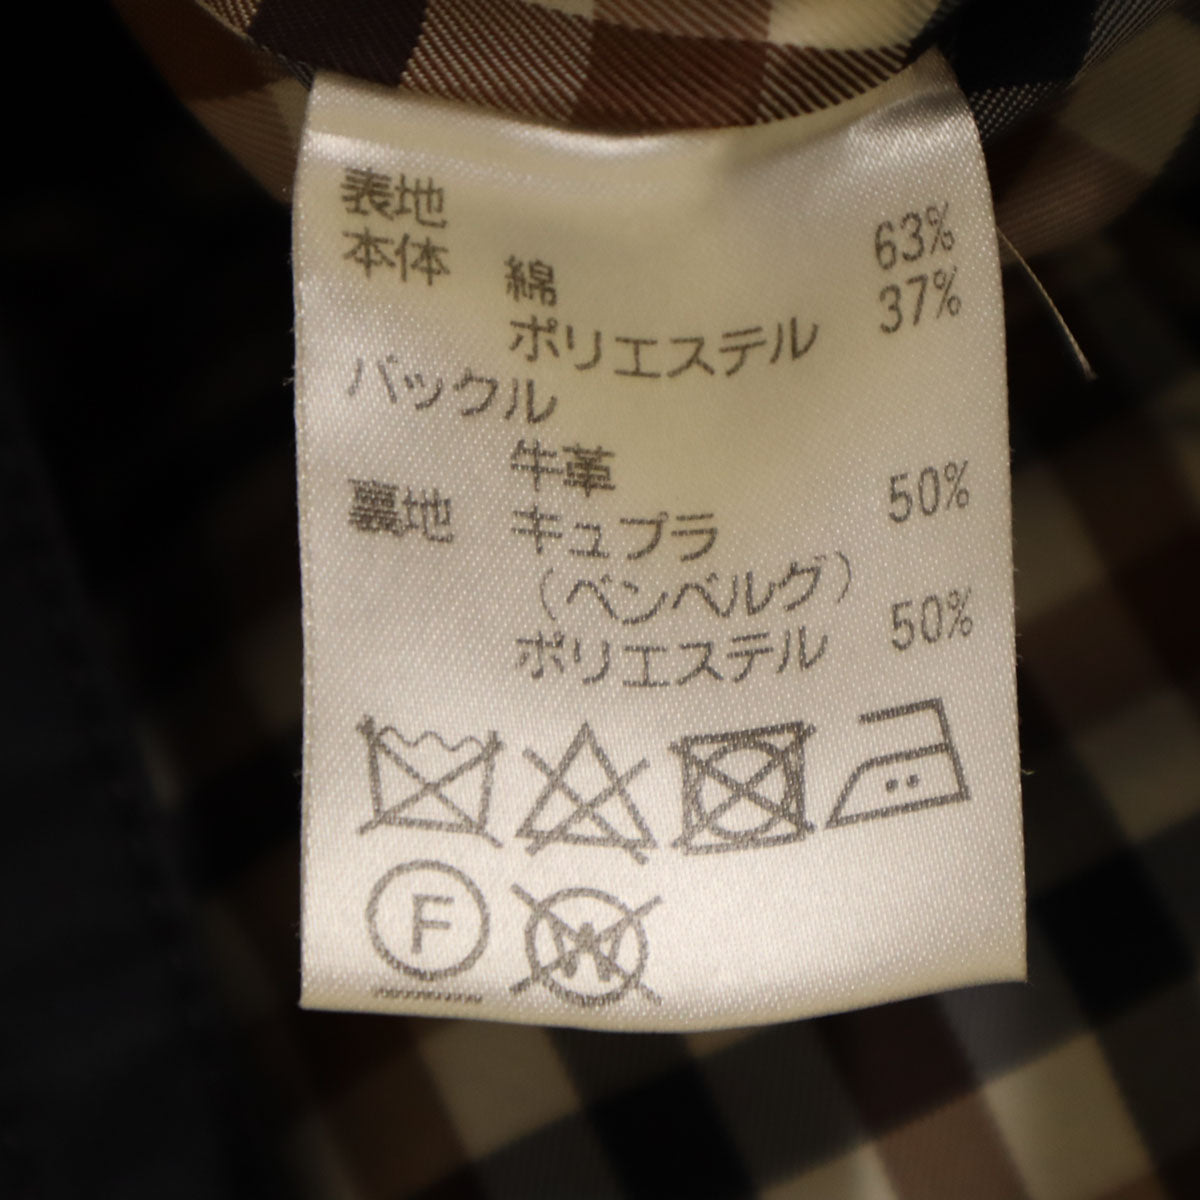 表地
本体 綿 63%
ポリエステル 37%
バックル
牛革
裏地 キュプラ 50%
（ベンベルグ）
ポリエステル 50%
F W